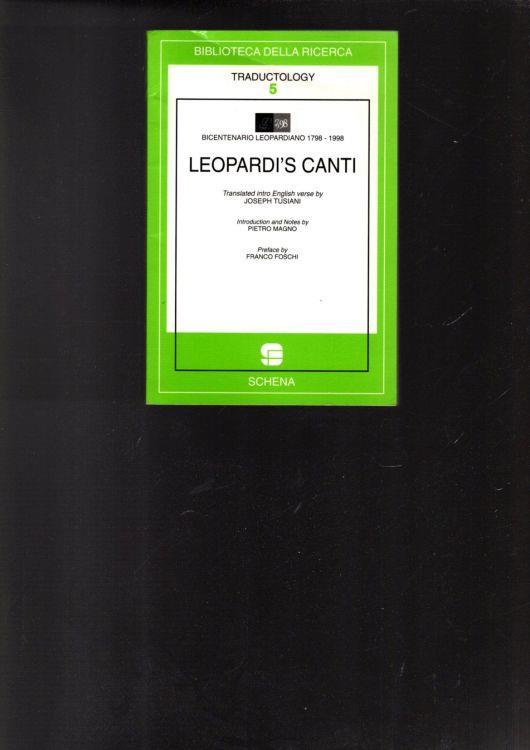 BIBLIOTECA DELLA RICERCA
TRADUCTOLOGY
5
798
BICENTENARIO LEOPARDIANO 1798 - 1998
LEOPARDI'S CANTI
Translated intro English verse by
JOSEPH TUSIANI
Introduction and Notes by
PIETRO MAGNO
Preface by
FRANCO FOSCHI
SCHENA